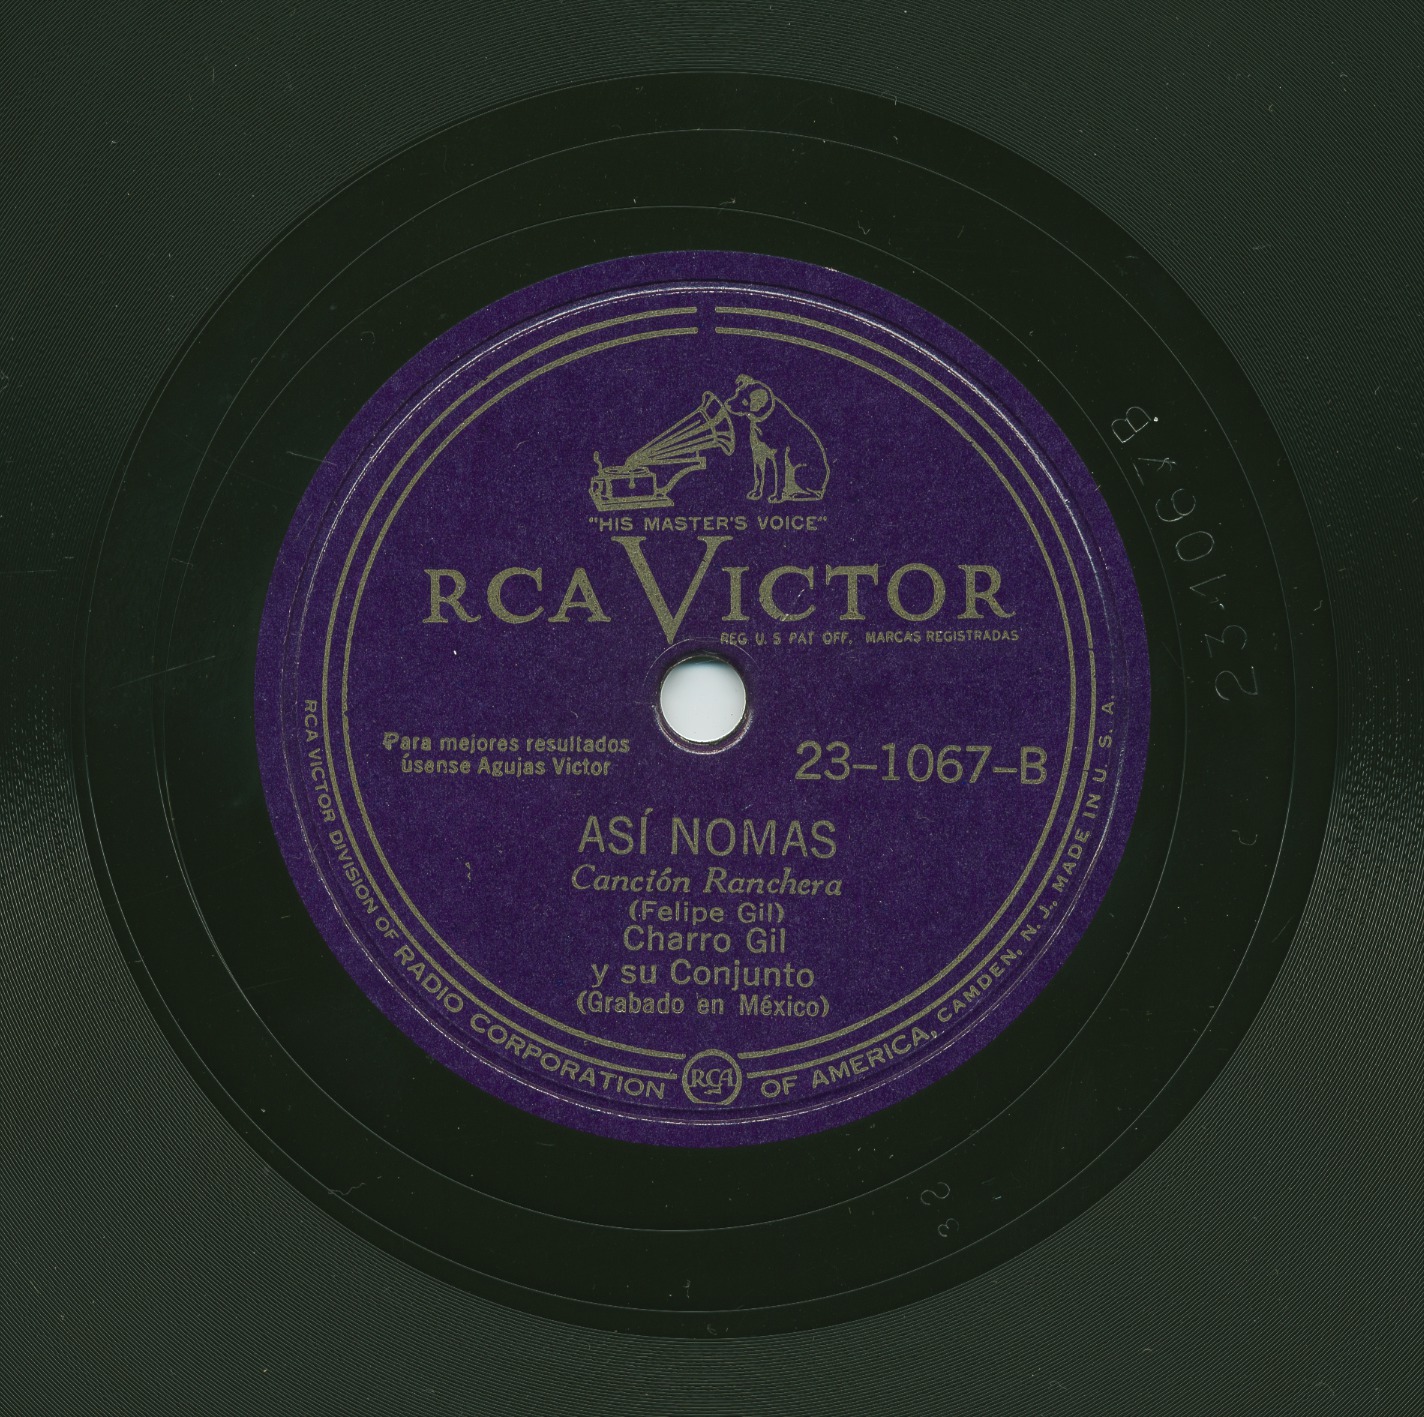 "HIS MASTER'S VOICE"
RCA VICTOR
REG U. S PAT OFF. MARCAS REGISTRADAS
Para mejores resultados
úsense Agujas Victor
23-1067-B
ASÍ NOMAS
Canción Ranchera
(Felipe Gil)
Charro Gil
y su Conjunto
(Grabado en México)
RCA VICTOR DIVISION OF RADIO CORPORATION OF AMERICA, CAMDEN, N. J., MADE IN U. S. A.
RCA
23-1067B